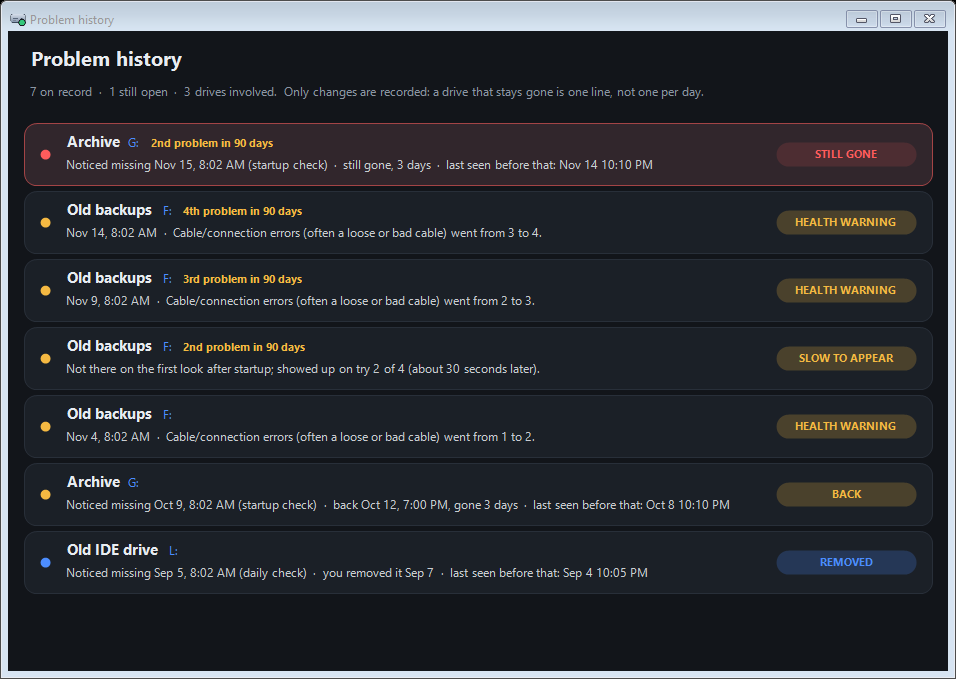 Problem history
Problem history
7 on record · 1 still open · 3 drives involved. Only changes are recorded: a drive that stays gone is one line, not one per day.
Archive G: 2nd problem in 90 days
Noticed missing Nov 15, 8:02 AM (startup check) · still gone, 3 days · last seen before that: Nov 14 10:10 PM
STILL GONE
Old backups F: 4th problem in 90 days
Nov 14, 8:02 AM · Cable/connection errors (often a loose or bad cable) went from 3 to 4.
HEALTH WARNING
Old backups F: 3rd problem in 90 days
Nov 9, 8:02 AM · Cable/connection errors (often a loose or bad cable) went from 2 to 3.
HEALTH WARNING
Old backups F: 2nd problem in 90 days
Not there on the first look after startup; showed up on try 2 of 4 (about 30 seconds later).
SLOW TO APPEAR
Old backups F:
Nov 4, 8:02 AM · Cable/connection errors (often a loose or bad cable) went from 1 to 2.
HEALTH WARNING
Archive G:
Noticed missing Oct 9, 8:02 AM (startup check) · back Oct 12, 7:00 PM, gone 3 days · last seen before that: Oct 8 10:10 PM
BACK
Old IDE drive L:
Noticed missing Sep 5, 8:02 AM (daily check) · you removed it Sep 7 · last seen before that: Sep 4 10:05 PM
REMOVED